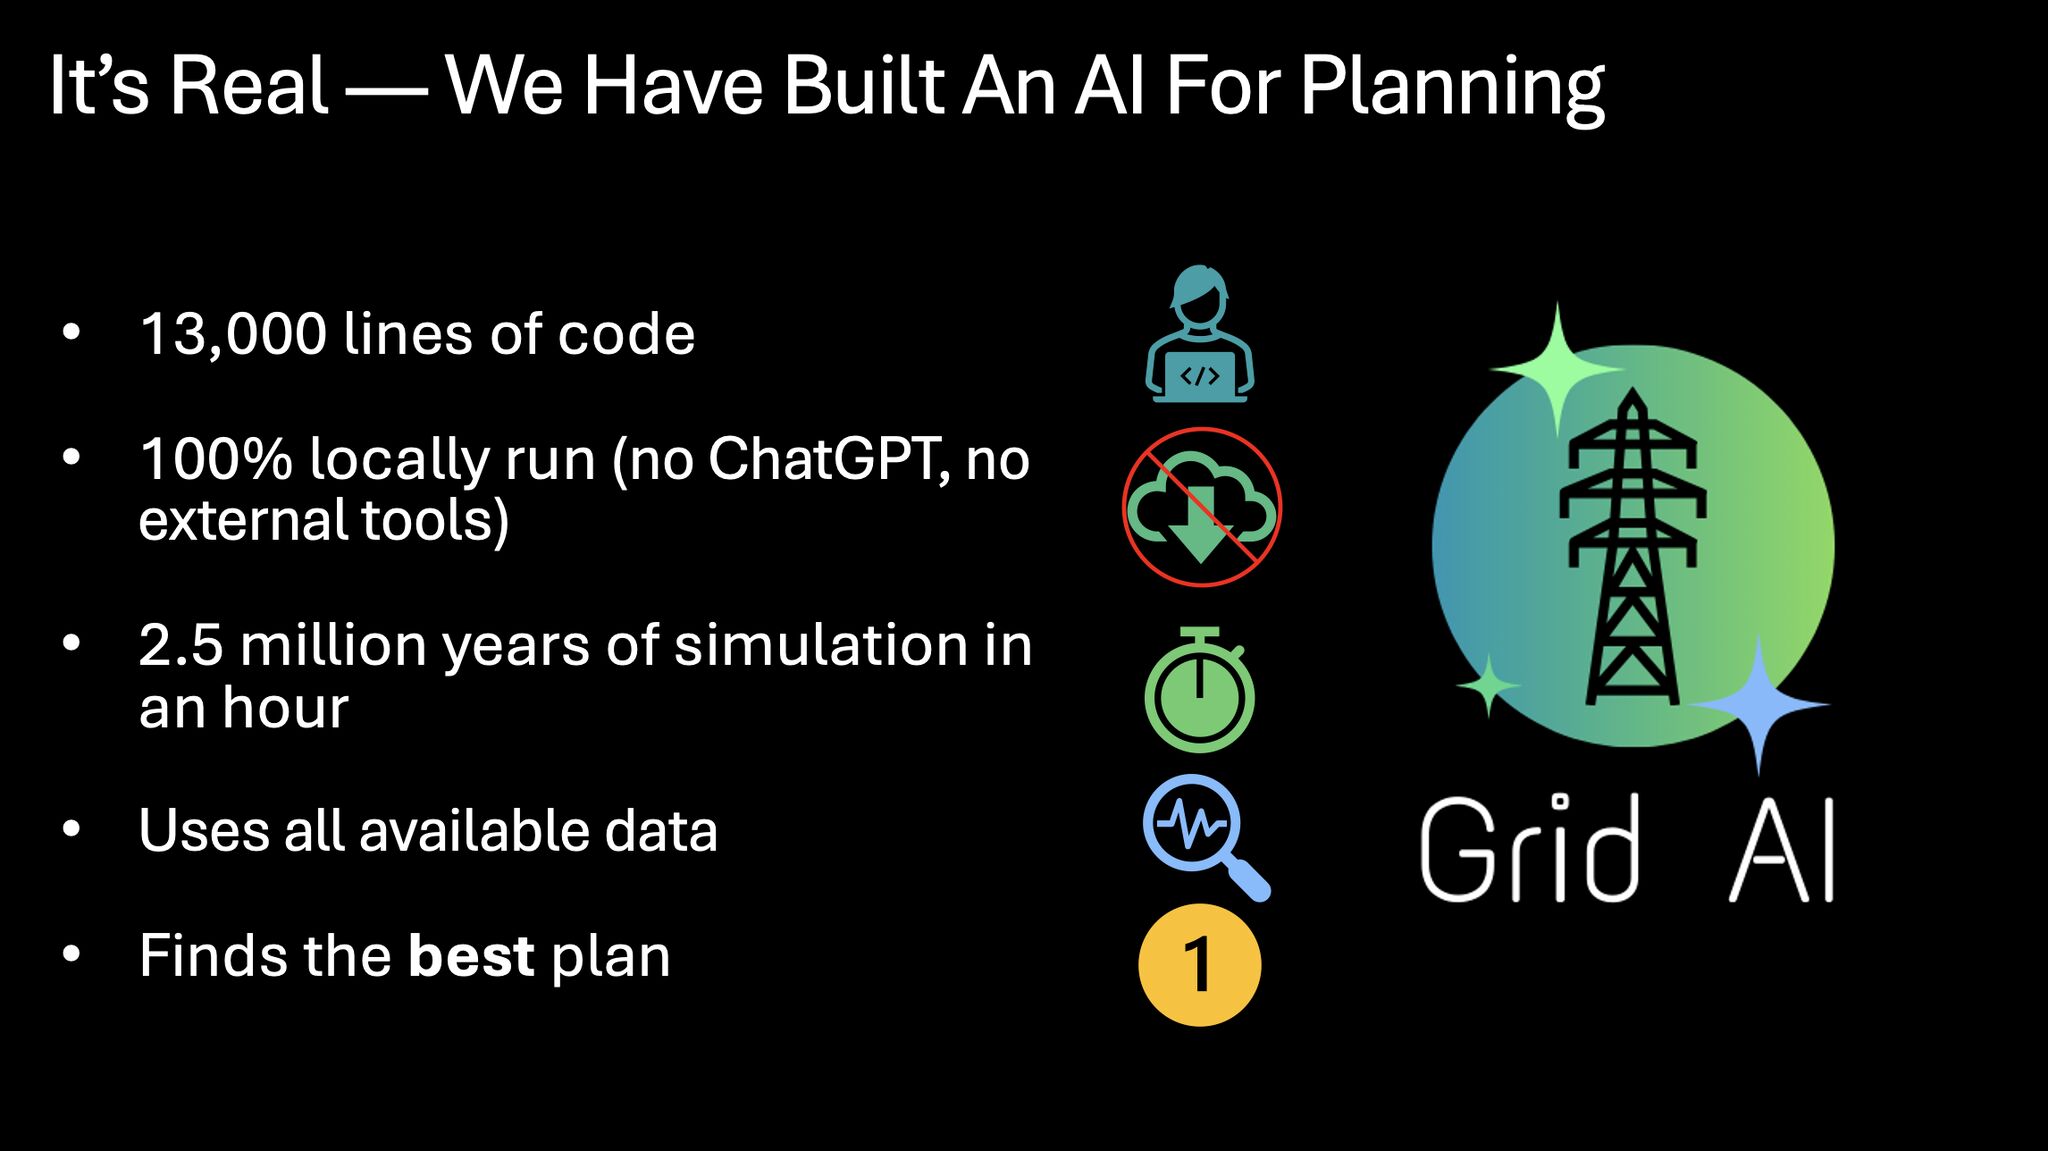 It’s Real — We Have Built An AI For Planning
• 13,000 lines of code
• 100% locally run (no ChatGPT, no
external tools)
• 2.5 million years of simulation in
an hour
• Uses all available data
• Finds the best plan
</>
1
Grid AI